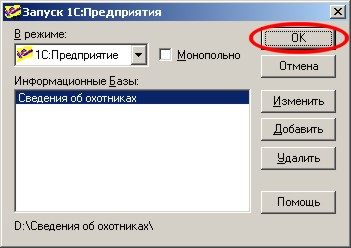 Запуск 1С:Предприятия
В режиме:
1С:Предприятие
Монопольно
Информационные Базы:
Сведения об охотниках
OK
Отмена
Изменить
Добавить
Удалить
Помощь
D:\Сведения об охотниках\